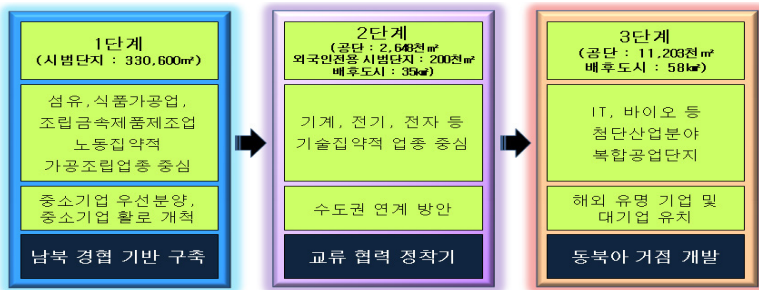 1단계
(시범단지 : 330,600㎡)
섬유,식품가공업,
조립금속제품제조업
노동집약적
가공조립업종 중심
중소기업 우선분양,
중소기업 활로 개척
남북 경협 기반 구축
2단계
(공단 : 2,648천㎡
외국인전용 시범단지 : 200천㎡
배후도시 : 35㎢)
기계, 전기, 전자 등
기술집약적 업종 중심
수도권 연계 방안
교류 협력 정착기
3단계
(공단 : 11,203천㎡
배후도시 : 58㎢)
IT, 바이오 등
첨단산업분야
복합공업단지
해외 유명 기업 및
대기업 유치
동북아 거점 개발